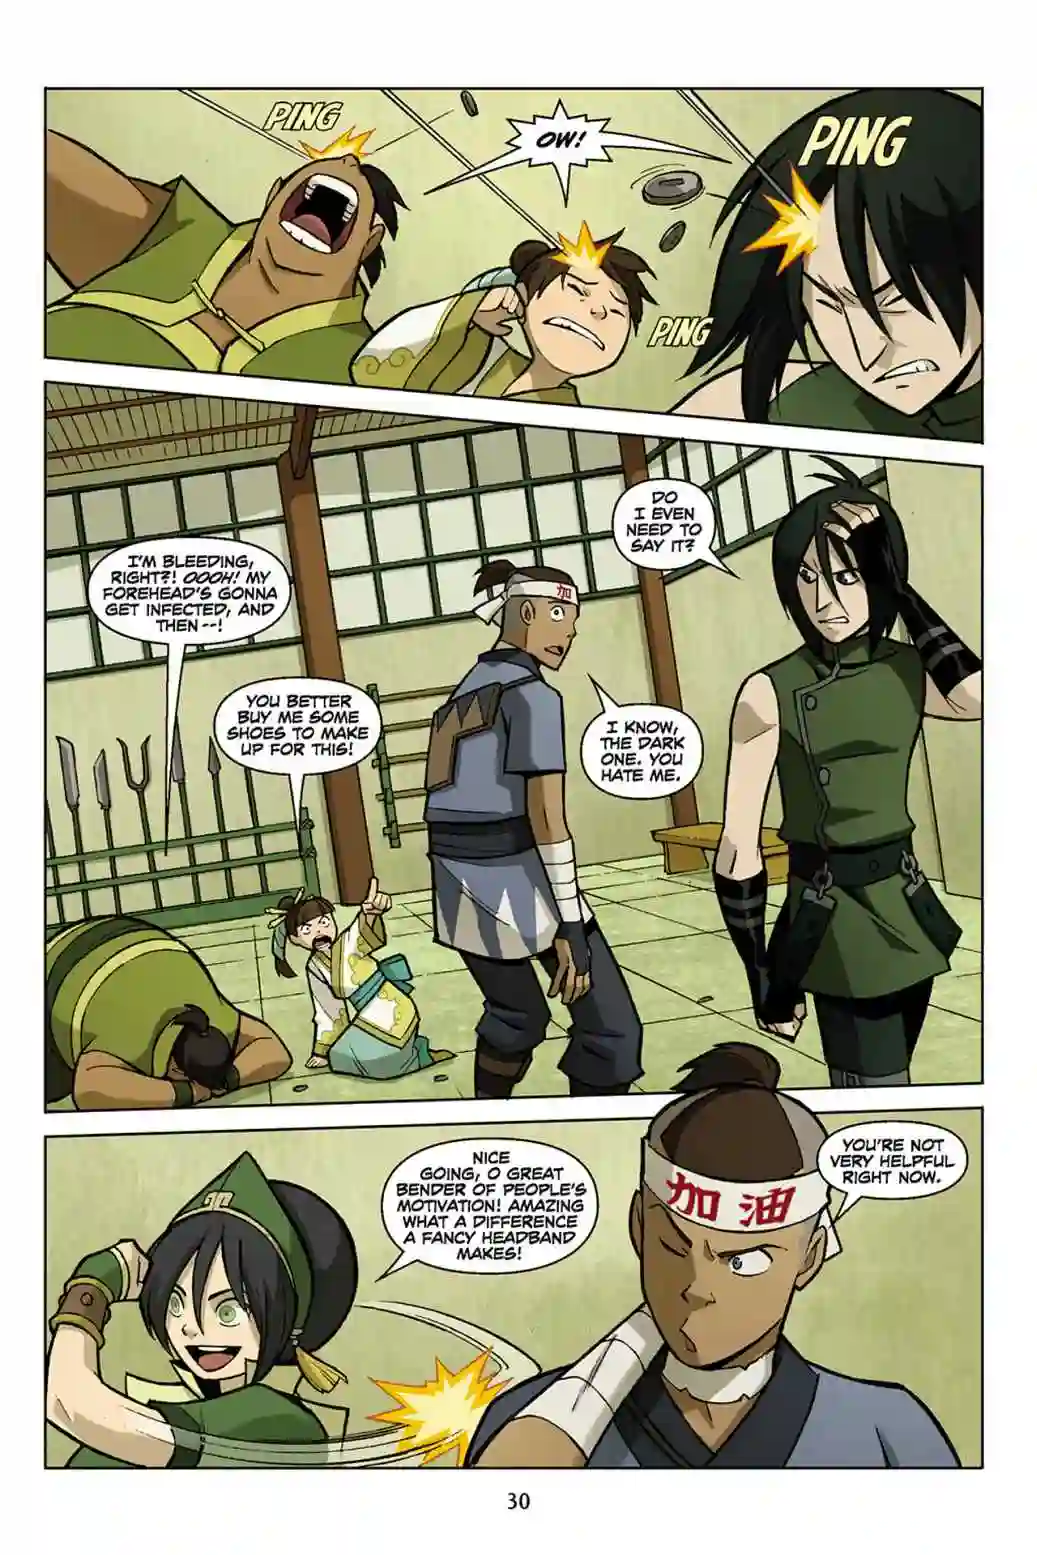 PING
OW!
PING
PING
DO
I EVEN
NEED TO
SAY IT?
I'M BLEEDING,
RIGHT?! OOOH! MY
FOREHEAD'S GONNA
GET INFECTED, AND
THEN --!
加
YOU BETTER
BUY ME SOME
SHOES TO MAKE
UP FOR THIS!
I KNOW,
THE DARK
ONE. YOU
HATE ME.
NICE
GOING, O GREAT
BENDER OF PEOPLE'S
MOTIVATION! AMAZING
WHAT A DIFFERENCE
A FANCY HEADBAND
MAKES!
YOU'RE NOT
VERY HELPFUL
RIGHT NOW.
加油
30